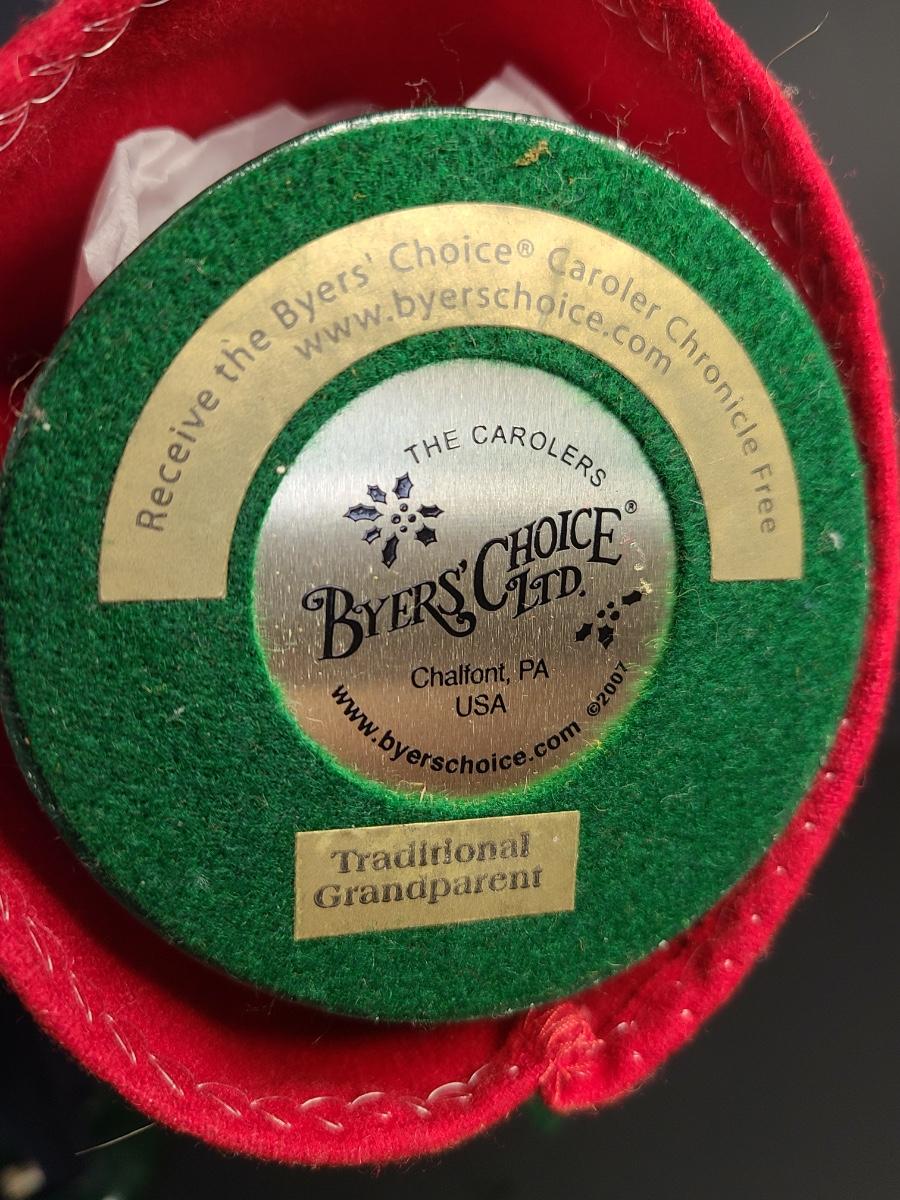 Receive the Byers' Choice® Caroler Chronicle Free
www.byerschoice.com
THE CAROLERS
BYERS' CHOICE®
LTD.
Chalfont, PA
USA
www.byerschoice.com ©2007
Traditional
Grandparent